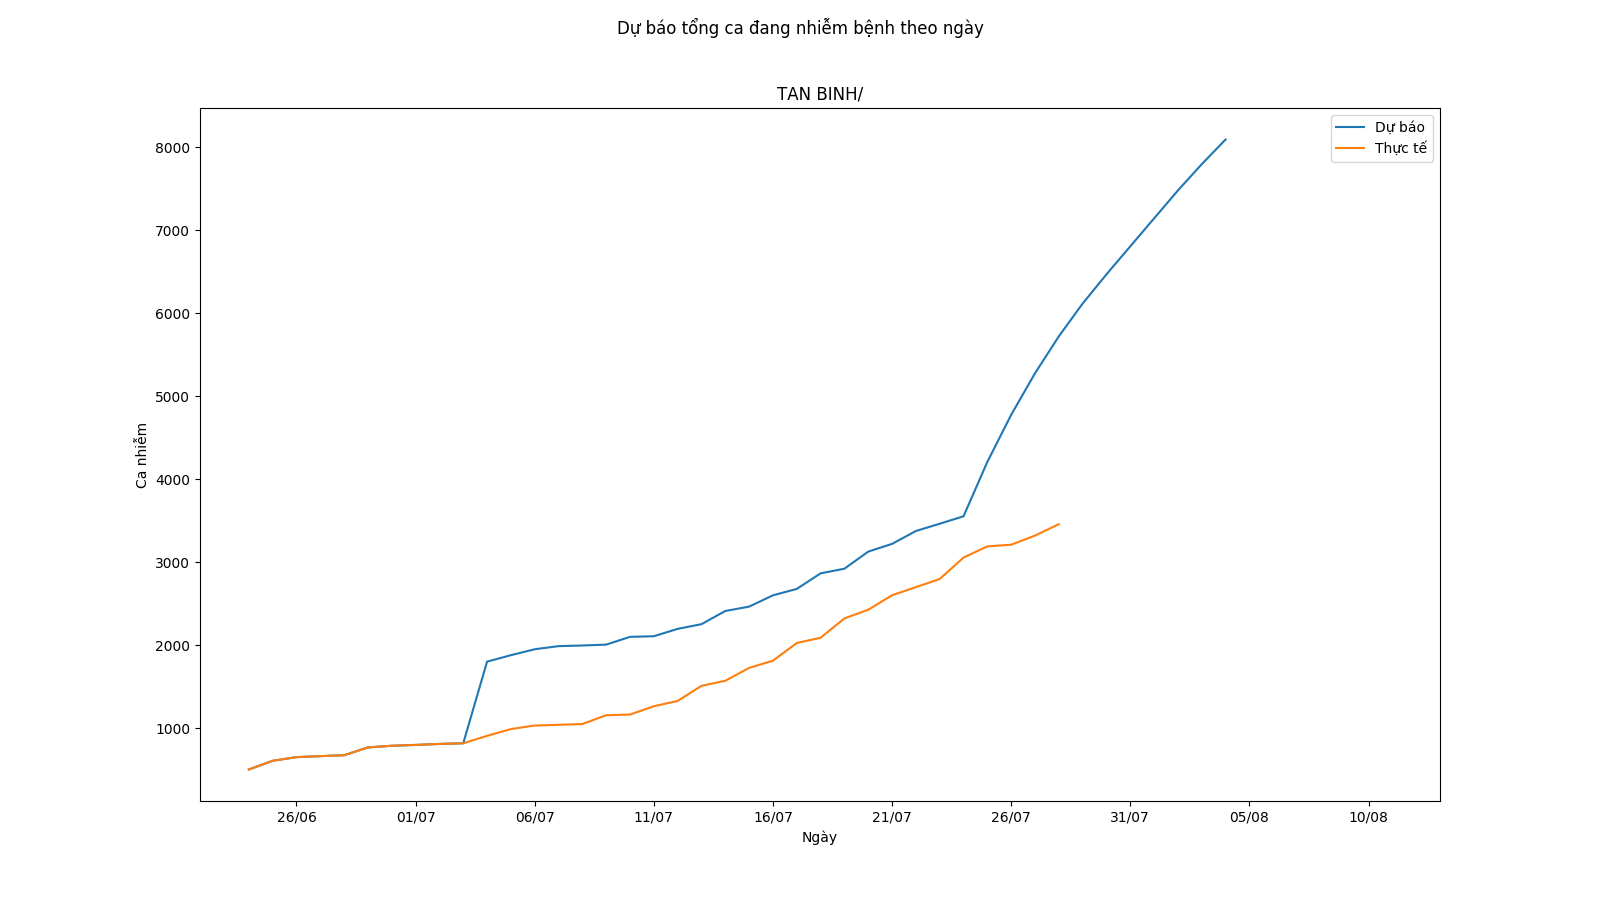 Dự báo tổng ca đang nhiễm bệnh theo ngày
TAN BINH/
Dự báo
Thực tế
8000
7000
6000
5000
4000
3000
2000
1000
Ca nhiễm
26/06 01/07 06/07 11/07 16/07 21/07 26/07 31/07 05/08 10/08
Ngày